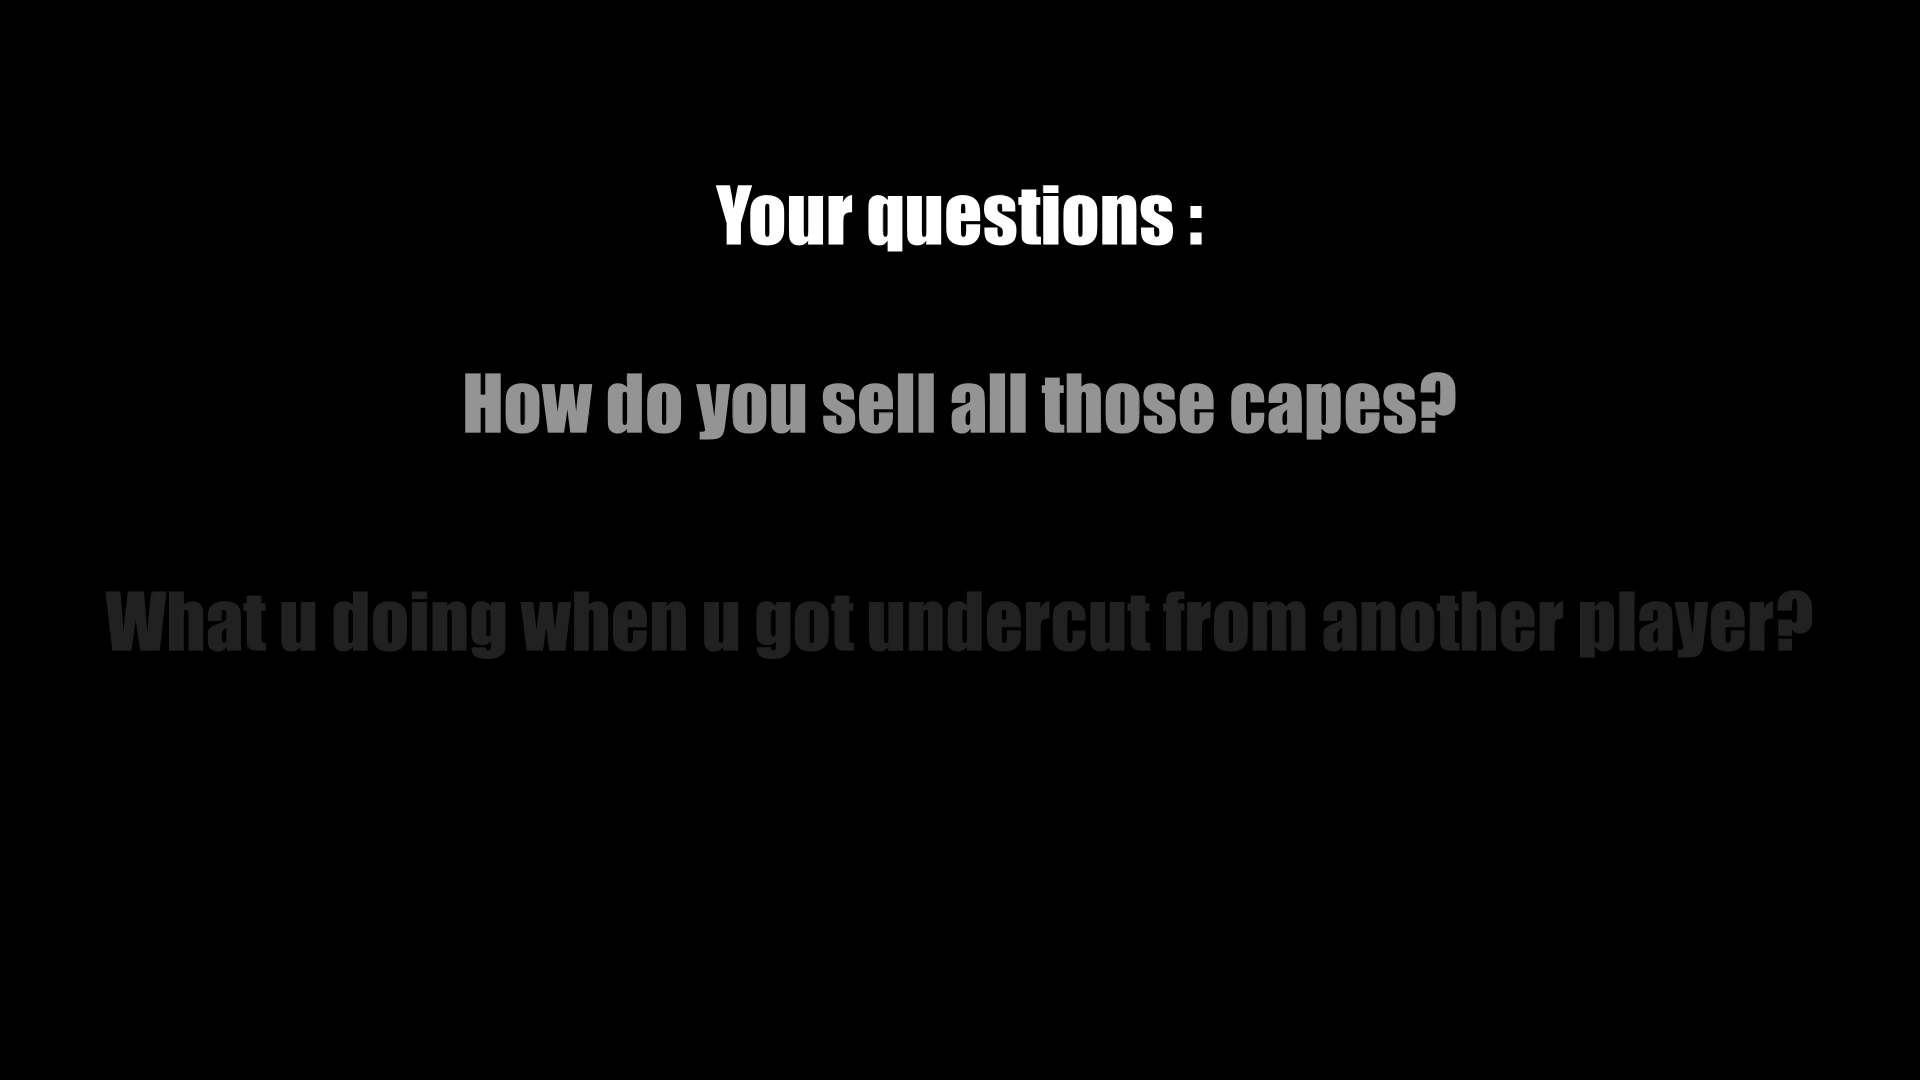 Your questions :
How do you sell all those capes?
What u doing when u got undercut from another player?